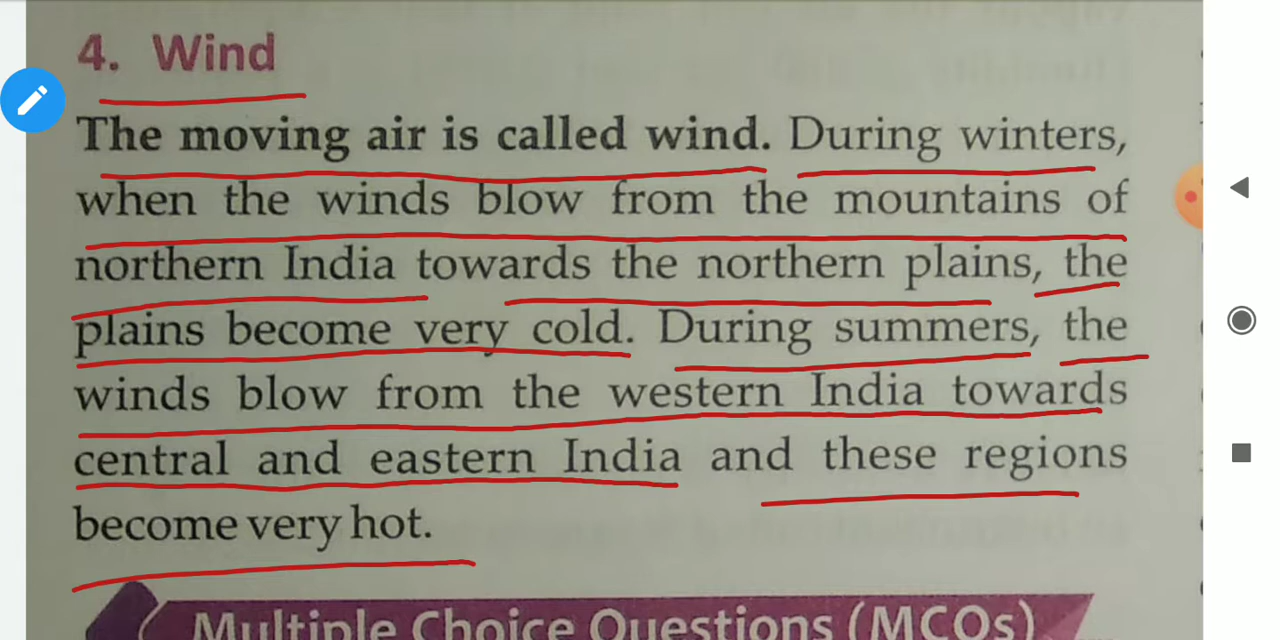 4. Wind
The moving air is called wind. During winters,
when the winds blow from the mountains of
northern India towards the northern plains, the
plains become very cold. During summers, the
winds blow from the western India towards
central and eastern India and these regions
become very hot.
Multiple Choice Questions (MCQs)